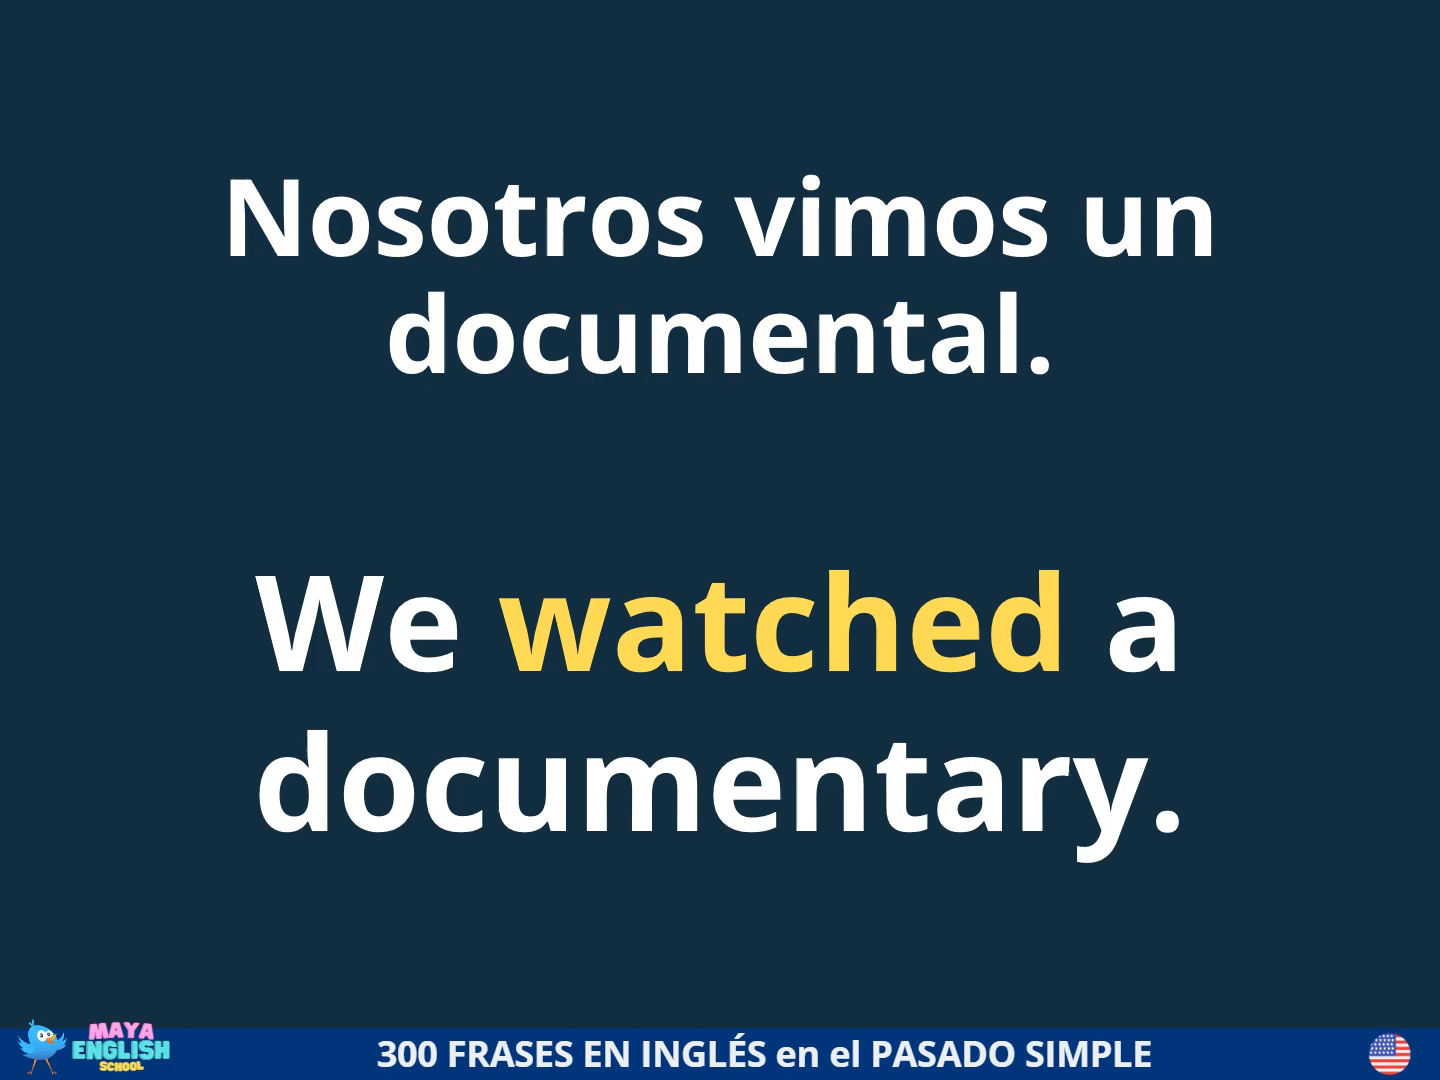 Nosotros vimos un
documental.
We watched a
documentary.
MAYA
ENGLISH
SCHOOL
300 FRASES EN INGLÉS en el PASADO SIMPLE